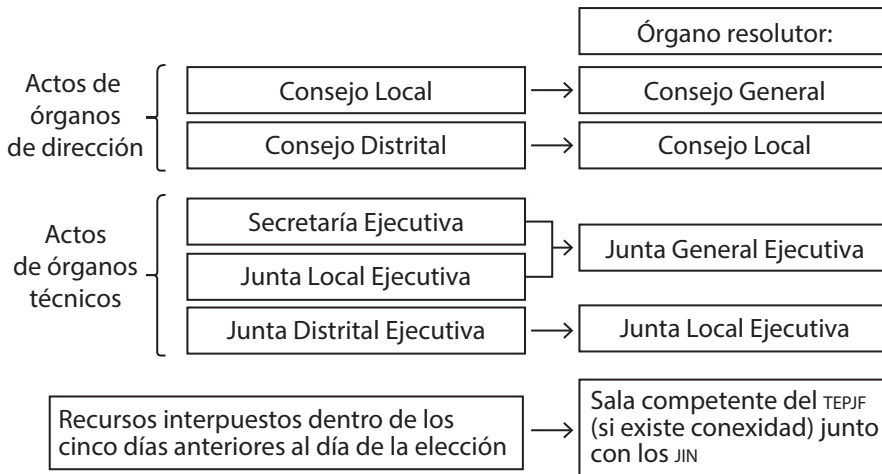 Órgano resolutor:
Actos de
órganos
de dirección
Consejo Local
Consejo General
Consejo Distrital
Consejo Local
Actos
de órganos
técnicos
Secretaría Ejecutiva
Junta Local Ejecutiva
Junta General Ejecutiva
Junta Distrital Ejecutiva
Junta Local Ejecutiva
Recursos interpuestos dentro de los
cinco días anteriores al día de la elección
Sala competente del TEPJF
(si existe conexidad) junto
con los JIN